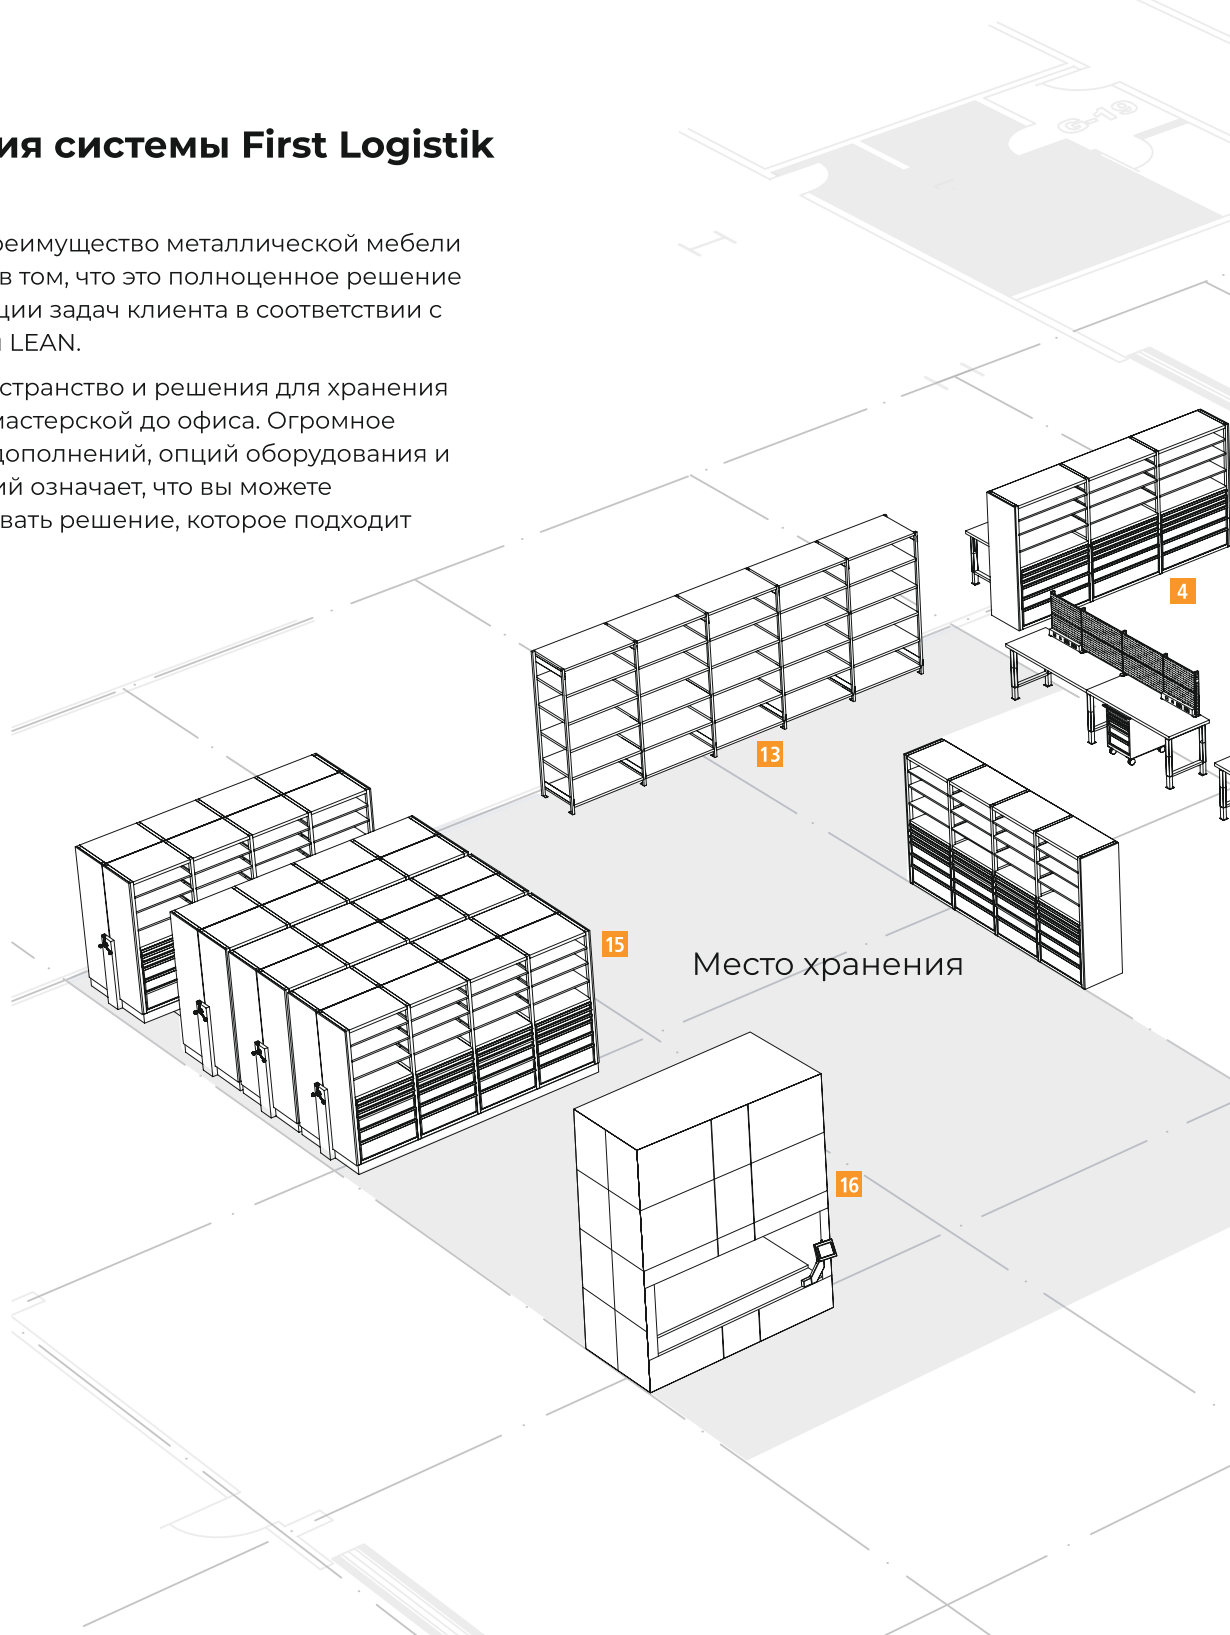 ия системы First Logistik
реимущество металлической мебели
в том, что это полноценное решение
ции задач клиента в соответствии с
LEAN.
странство и решения для хранения
мастерской до офиса. Огромное
дополнений, опций оборудования и
ий означает, что вы можете
вать решение, которое подходит
G-19
4
13
15
Место хранения
16